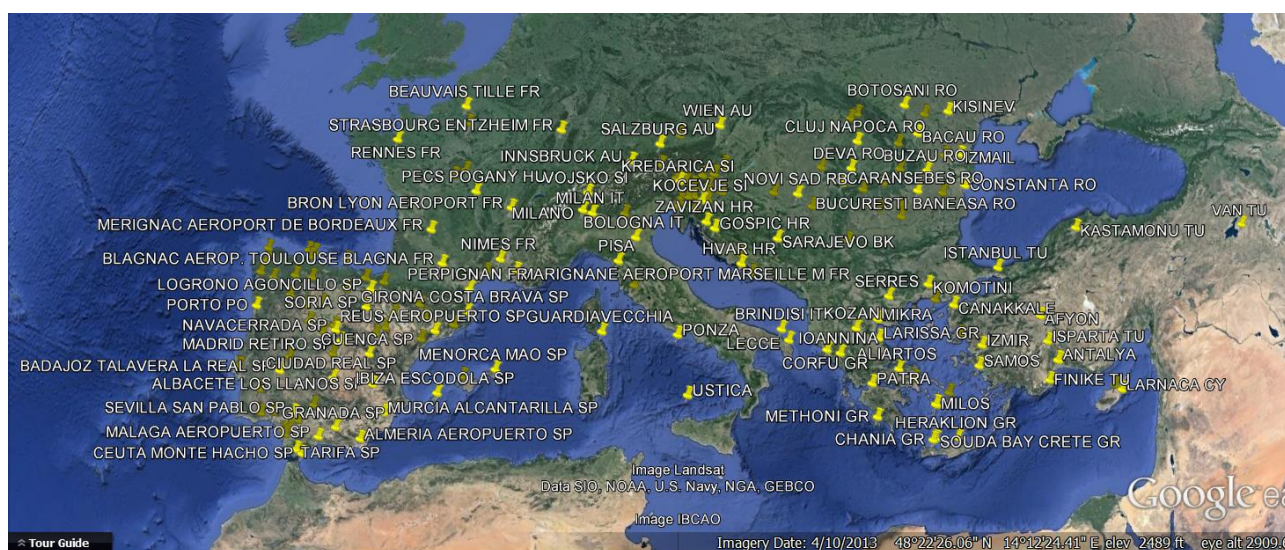 BEAUVAIS TILLE FR
BOTOSANI RO
KISINEV
WIEN AU
STRASBOURG ENTZHEIM FR
SALZBURG AU
CLUJ NAPOCA RO
BACAU RO
RENNES FR
INNSBRUCK AU
KREDARICA SI
DEVA RO
BUZAU RO
IZMAIL
PECS POGANY HU
VOJSKO SI
KOCEVJE SI
NOVI SAD RB
CARANSEBES RO
CONSTANTA RO
BRON LYON AEROPORT FR
MILAN IT
MILANO
ZAVIZAN HR
BUCURESTI BANEASA RO
VAN TU
MERIGNAC AEROPORT DE BORDEAUX FR
BOLOGNA IT
GOSPIC HR
KASTAMONU TU
NIMES FR
PISA
HVAR HR
SARAJEVO BK
ISTANBUL TU
BLAGNAC AEROP. TOULOUSE BLAGNA FR
PERPIGNAN FR
MARIGNANE AEROPORT MARSEILLE M FR
LOGRONO AGONCILLO SP
SERRES
KOMOTINI
PORTO PO
SORIA SP
GIRONA COSTA BRAVA SP
CANAKKALE
REUS AEROPUERTO SP
GUARDIAVECCHIA
BRINDISI IT
KOZANI
MIKRA
AFYON
NAVACERRADA SP
CUENCA SP
PONZA
LECCE
IOANNINA
LARISSA GR
IZMIR
ISPARTA TU
MADRID RETIRO SP
MENORCA MAO SP
CORFU GR
ALIARTOS
SAMOS
ANTALYA
BADAJOZ TALAVERA LA REAL SP
CIUDAD REAL SP
IBIZA ESCODOLA SP
PATRA
FINIKE TU
LARNACA CY
ALBACETE LOS LLANOS SP
USTICA
SEVILLA SAN PABLO SP
GRANADA SP
MURCIA ALCANTARILLA SP
METHONI GR
MILOS
HERAKLION GR
MALAGA AEROPUERTO SP
ALMERIA AEROPUERTO SP
CHANIA GR
SOUDA BAY CRETE GR
CEUTA MONTE HACHO SP
TARIFA SP
Image Landsat
Data SIO, NOAA, U.S. Navy, NGA, GEBCO
Google ea
Image IBCAO
Tour Guide
Imagery Date: 4/10/2013 48°22'26.06" N 14°12'24.41" E elev 2489 ft eye alt 2909.0